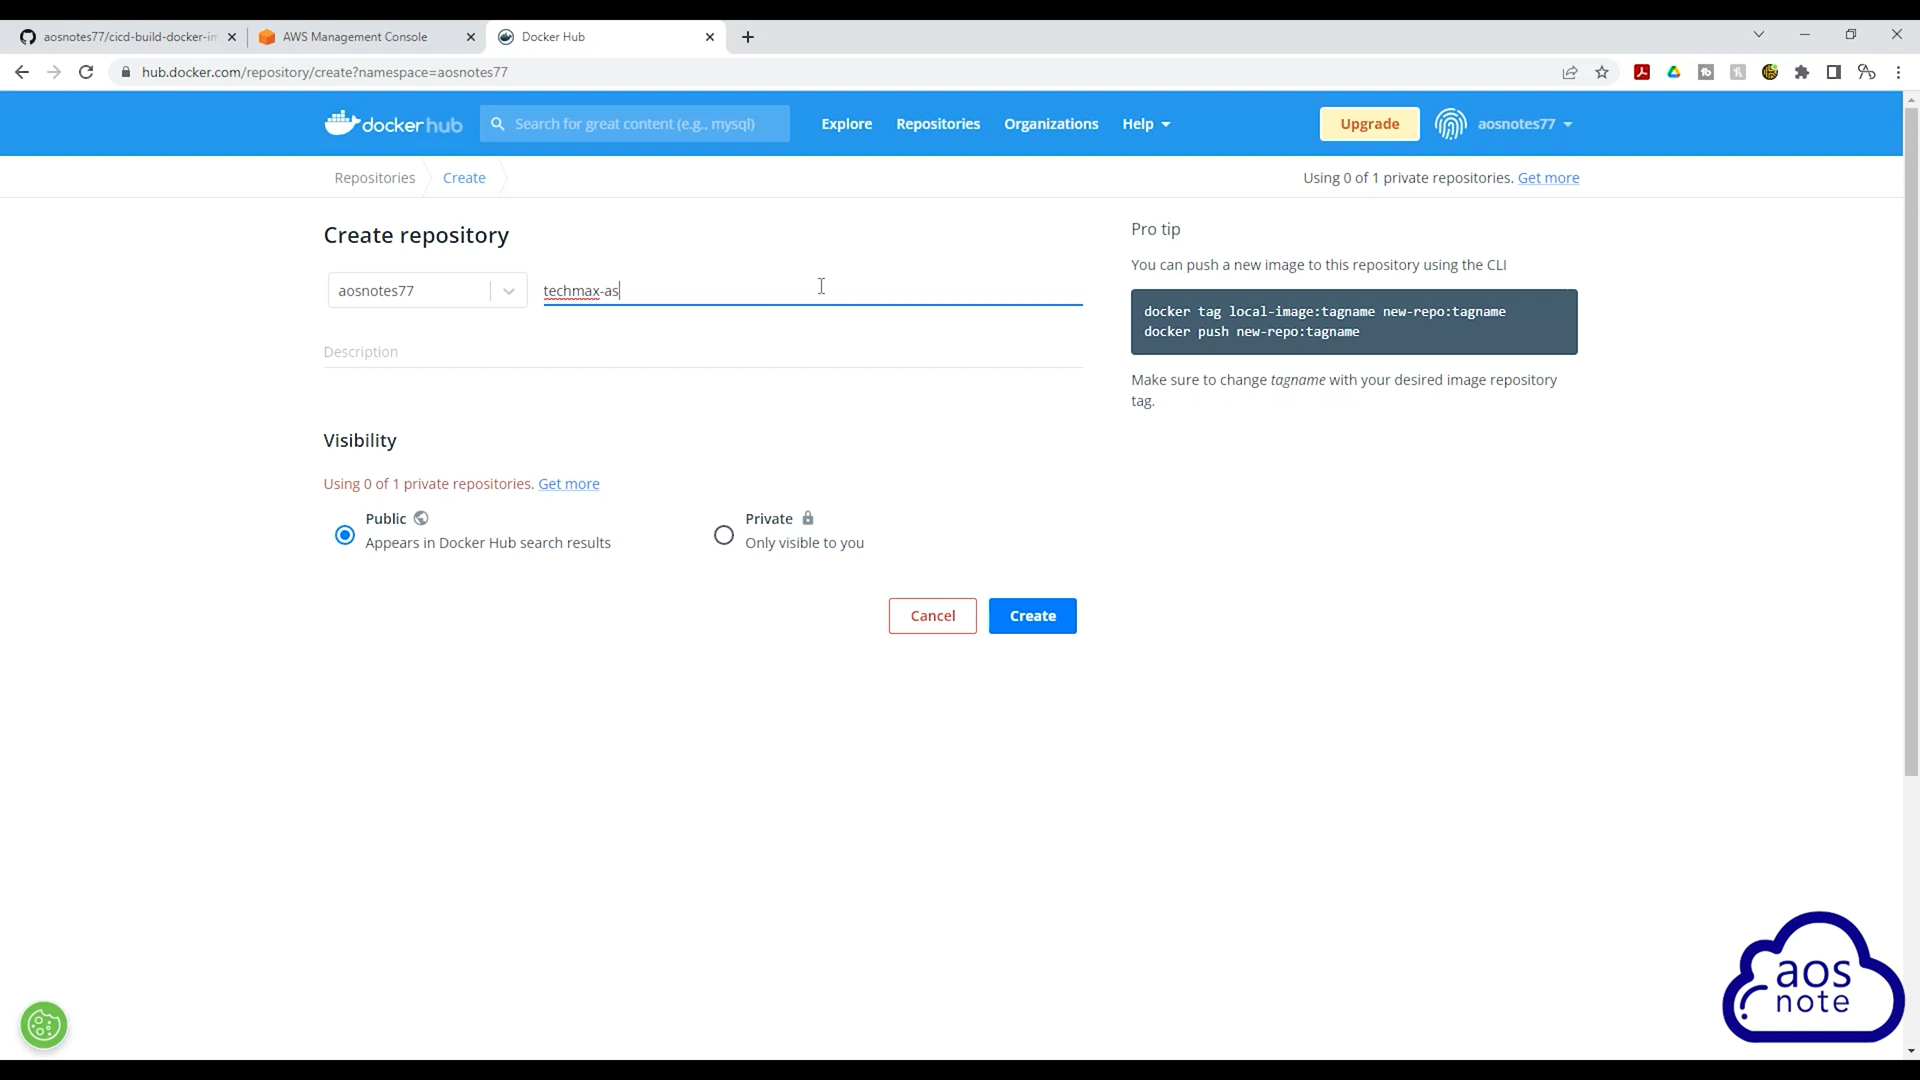 aosnotes77/cicd-build-docker-im
AWS Management Console
Docker Hub
hub.docker.com/repository/create?namespace=aosnotes77
dockerhub
Search for great content (e.g., mysql)
Explore
Repositories
Organizations
Help
Upgrade
aosnotes77
Repositories
Create
Using 0 of 1 private repositories. Get more
Create repository
aosnotes77
techmax-as
Description
Visibility
Using 0 of 1 private repositories. Get more
Public
Appears in Docker Hub search results
Private
Only visible to you
Cancel
Create
Pro tip
You can push a new image to this repository using the CLI
docker tag local-image:tagname new-repo:tagname
docker push new-repo:tagname
Make sure to change tagname with your desired image repository
tag.
aos
note